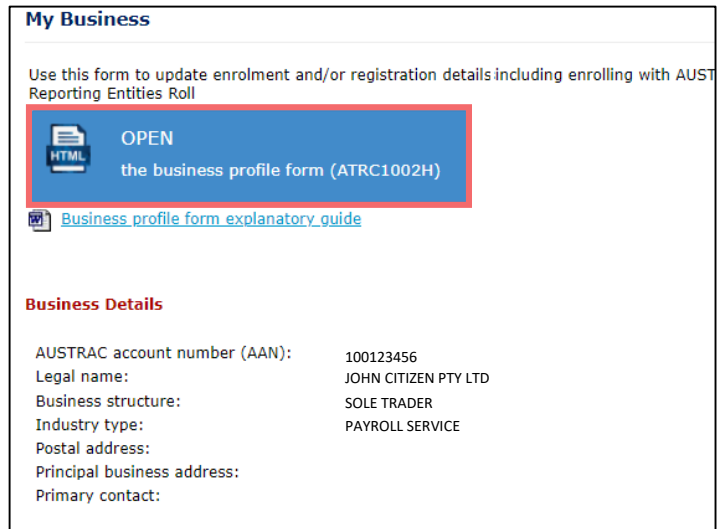 My Business
Use this form to update enrolment and/or registration details including enrolling with AUST
Reporting Entities Roll
HTML
OPEN
the business profile form (ATRC1002H)
Business profile form explanatory guide
Business Details
AUSTRAC account number (AAN): 100123456
Legal name: JOHN CITIZEN PTY LTD
Business structure: SOLE TRADER
Industry type: PAYROLL SERVICE
Postal address:
Principal business address:
Primary contact: